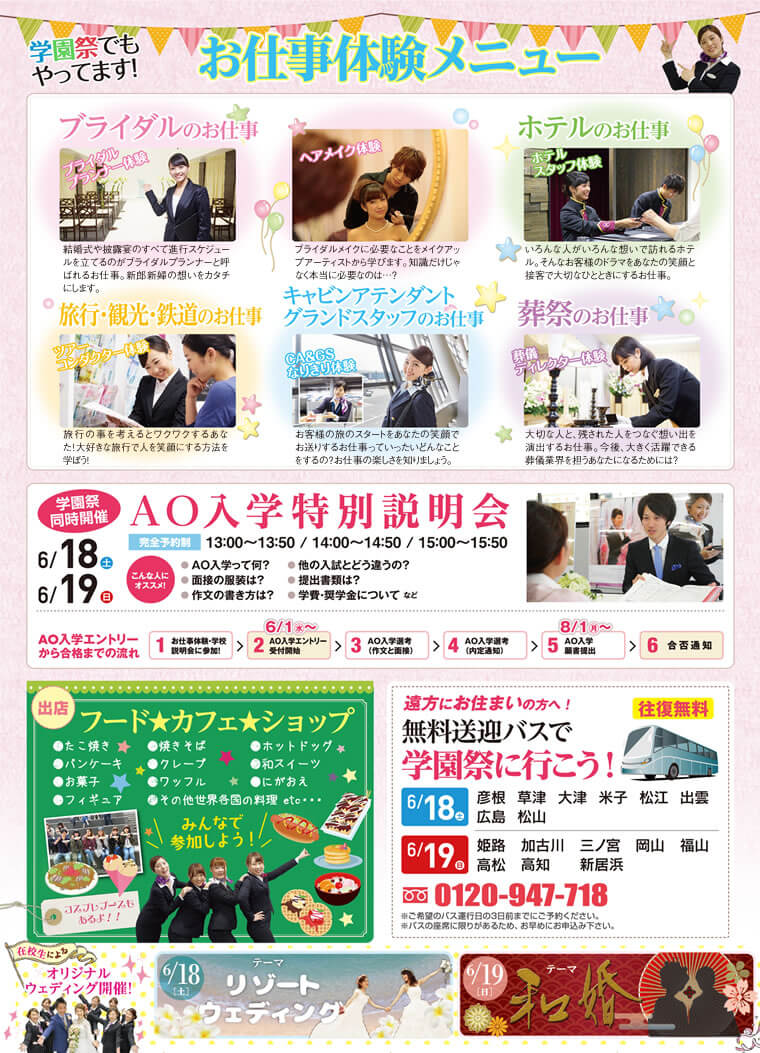 学園祭でも
やってます!
お仕事体験メニュー
ブライダルのお仕事
ブライダル
プランナー体験
結婚式や披露宴のすべて進行スケジュー
ルを立てるのがブライダルプランナーと呼
ばれるお仕事。新郎新婦の想いをカタチ
にします。
ヘアメイク体験
ブライダルメイクに必要なことをメイクアッ
プアーティストから学びます。知識だけじゃ
なく本当に必要なのは…?
ホテルのお仕事
ホテル
スタッフ体験
いろんな人がいろんな想いで訪れるホテ
ル。そんなお客様のドラマをあなたの笑顔と
接客で大切なひとときにするお仕事。
旅行・観光・鉄道のお仕事
ツアー
コンダクター体験
旅行の事を考えるとワクワクするあな
た!大好きな旅行で人を笑顔にする方法を
学ぼう!
キャビンアテンダント
グランドスタッフのお仕事
CA&GS
なりきり体験
お客様の旅のスタートをあなたの笑顔で
お送りするお仕事っていったいどんなこと
をするの?お仕事の楽しさを知りましょう。
葬祭のお仕事
葬儀
ディレクター体験
大切な人と、残された人をつなぐ想い出を
演出するお仕事。今後、大きく活躍できる
葬儀業界を担うあなたになるためには?
学園祭
同時開催
AO入学特別説明会
6/18土
6/19日
完全予約制 13:00〜13:50 / 14:00〜14:50 / 15:00〜15:50
こんな人に
オススメ!
●AO入学って何? ●他の入試とどう違うの?
●面接の服装は? ●提出書類は?
●作文の書き方は? ●学費・奨学金について など
AO入学エントリー
から合格までの流れ
1 お仕事体験・学校
説明会に参加!
6/1(水)〜
2 AO入学エントリー
受付開始
3 AO入学選考
(作文と面接)
4 AO入学選考
(内定通知)
8/1(月)〜
5 AO入学
願書提出
6 合否通知
出店
フード★カフェ★ショップ
●たこ焼き ●焼きそば ●ホットドッグ
●パンケーキ ●クレープ ●和スイーツ
●お菓子 ●ワッフル ●にがおえ
●フィギュア ●その他世界各国の料理 etc・・・
みんなで
参加しよう!
コスプレブースも
あるよ!!
遠方にお住まいの方へ!
往復無料
無料送迎バスで
学園祭に行こう!
6/18土 彦根 草津 大津 米子 松江 出雲
広島 松山
6/19日 姫路 加古川 三ノ宮 岡山 福山
高松 高知 新居浜
0120-947-718
※ご希望のバス運行日の3日前までにご予約ください。
※バスの座席に限りがあるため、お早めにお申込み下さい。
在校生による
オリジナル
ウェディング開催!
6/18
[土]
テーマ
リゾート
ウェディング
6/19
[日]
テーマ
和婚